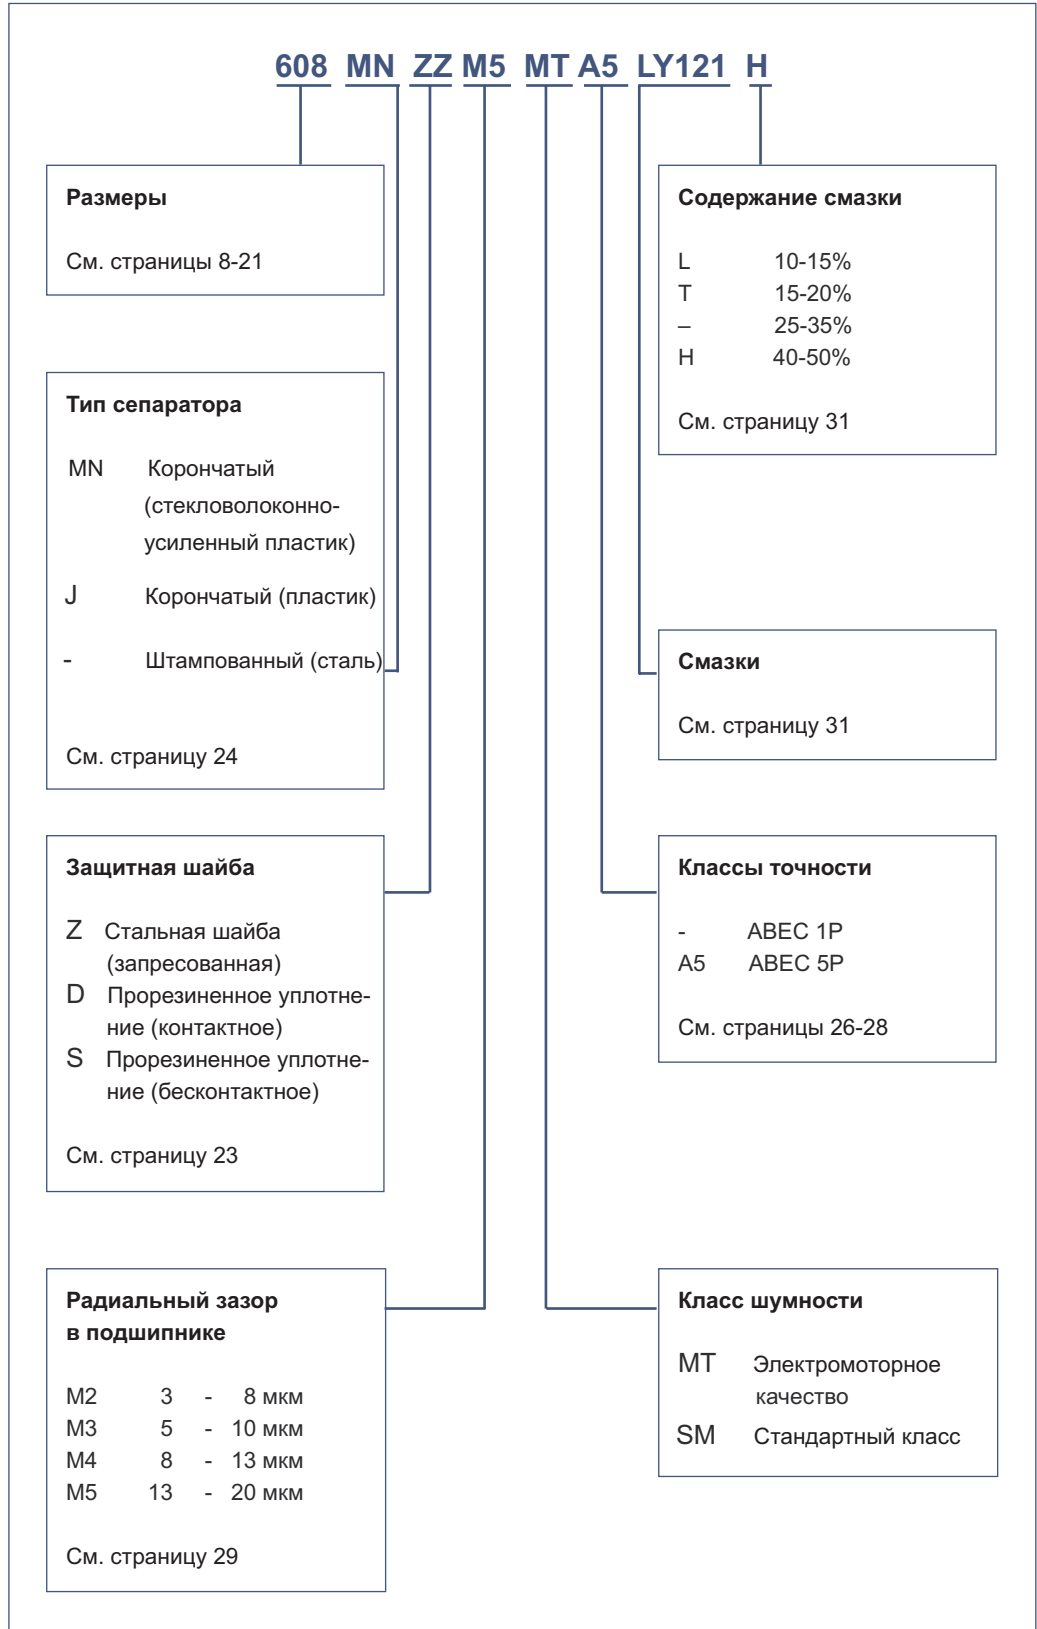 608 MN ZZ M5 MT A5 LY121 H
Размеры
См. страницы 8-21
Тип сепаратора
MN Корончатый
(стекловолоконно-
усиленный пластик)
J Корончатый (пластик)
- Штампованный (сталь)
См. страницу 24
Защитная шайба
Z Стальная шайба
(запресованная)
D Прорезиненное уплотне-
ние (контактное)
S Прорезиненное уплотне-
ние (бесконтактное)
См. страницу 23
Радиальный зазор
в подшипнике
M2 3 - 8 мкм
M3 5 - 10 мкм
M4 8 - 13 мкм
M5 13 - 20 мкм
См. страницу 29
Содержание смазки
L 10-15%
T 15-20%
– 25-35%
H 40-50%
См. страницу 31
Смазки
См. страницу 31
Классы точности
- ABEC 1P
A5 ABEC 5P
См. страницы 26-28
Класс шумности
MT Электромоторное
качество
SM Стандартный класс